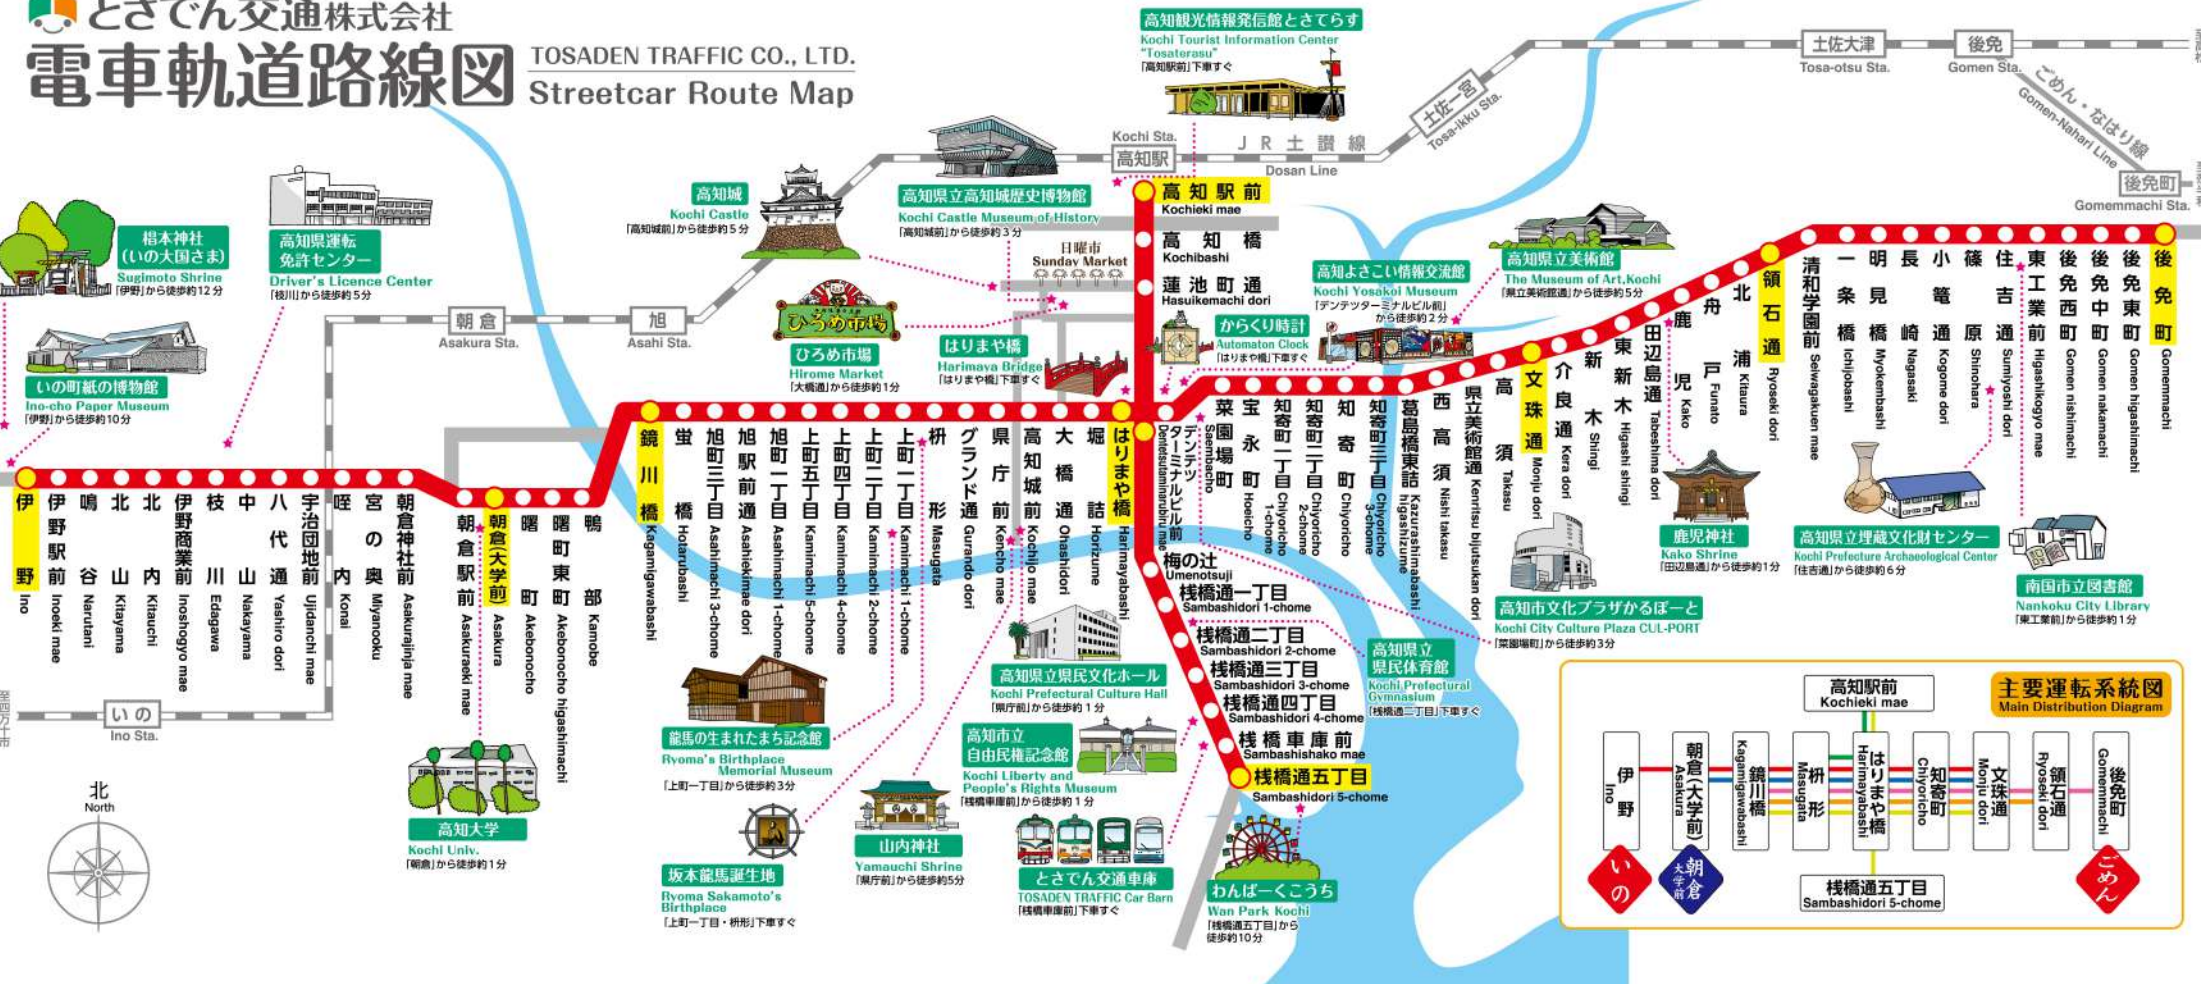 とさでん交通株式会社
電車軌道路線図
TOSADEN TRAFFIC CO., LTD.
Streetcar Route Map
高知観光情報発信館とさてらす
Kochi Tourist Information Center
"Tosaterasu"
「高知駅前」下車すぐ
Kochi Sta.
高知駅
JR土讃線
Dosan Line
土佐一宮
Tosa-ikku Sta.
土佐大津
Tosa-otsu Sta.
後免
Gomen Sta.
ごめん・なはり線
Gomen-Nahari Line
後免町
Gomemmachi Sta.
椙本神社
(いの大国さま)
Sugimoto Shrine
「伊野」から徒歩約12分
高知県運転
免許センター
Driver's Licence Center
「枝川」から徒歩約5分
いの町紙の博物館
Ino-cho Paper Museum
「伊野」から徒歩約10分
朝倉
Asakura Sta.
旭
Asahi Sta.
高知城
Kochi Castle
「高知城前」から徒歩約5分
高知県立高知城歴史博物館
Kochi Castle Museum of History
「高知城前」から徒歩約3分
日曜市
Sunday Market
ひろめ市場
ひろめ市場
Hirome Market
「大橋通」から徒歩約1分
はりまや橋
Harimaya Bridge
「はりまや橋」下車すぐ
からくり時計
Automaton Clock
「はりまや橋」下車すぐ
高知よさこい情報交流館
Kochi Yosakoi Museum
「デンテツターミナルビル前」
から徒歩約2分
高知県立美術館
The Museum of Art,Kochi
「県立美術館通」から徒歩約5分
高知駅前
Kochieki mae
高知橋
Kochibashi
蓮池町通
Hasuikemachi dori
伊野 Ino
伊野駅前 Inoeki mae
鳴谷 Narutani
北山 Kitayama
北内 Kitauchi
伊野商業前 Inoshogyo mae
枝川 Edagawa
中山 Nakayama
八代通 Yashiro dori
宇治団地前 Ujidanchi mae
咥内 Konai
宮の奥 Miyanooku
朝倉神社前 Asakurajinja mae
朝倉駅前 Asakuraeki mae
朝倉(大学前) Asakura
曙町 Akebonocho
曙町東町 Akebonocho higashimachi
鴨部 Kamobe
鏡川橋 Kagamigawabashi
蛍橋 Hotarubashi
旭町三丁目 Asahimachi 3-chome
旭駅前通 Asahiekimae dori
旭町一丁目 Asahimachi 1-chome
上町五丁目 Kamimachi 5-chome
上町四丁目 Kamimachi 4-chome
上町二丁目 Kamimachi 2-chome
上町一丁目 Kamimachi 1-chome
枡形 Masugata
グランド通 Gurando dori
県庁前 Kencho mae
高知城前 Kochijo mae
大橋通 Ohashidori
堀詰 Horizume
はりまや橋 Harimayabashi
デンテツターミナルビル前 Dentetsutaminarubiru mae
菜園場町 Saembacho
宝永町 Hoeicho
知寄町一丁目 Chiyoricho 1-chome
知寄町二丁目 Chiyoricho 2-chome
知寄町 Chiyoricho
知寄町三丁目 Chiyoricho 3-chome
葛島橋東詰 Kazurashimabashi higashizume
西高須 Nishi takasu
県立美術館通 Kenritsu bijutsukan dori
高須 Takasu
文珠通 Monju dori
介良通 Kera dori
新木 Shingi
東新木 Higashi shingi
田辺島通 Tabeshima dori
鹿児 Kako
舟戸 Funato
北浦 Kitaura
領石通 Ryoseki dori
清和学園前 Seiwagakuen mae
一条橋 Ichijobashi
明見橋 Myokembashi
長崎 Nagasaki
小篭通 Kogome dori
篠原 Shinohara
住吉通 Sumiyoshi dori
東工業前 Higashikogyo mae
後免西町 Gomen nishimachi
後免中町 Gomen nakamachi
後免東町 Gomen higashimachi
後免町 Gomemmachi
梅の辻
Umenotsuji
桟橋通一丁目
Sambashidori 1-chome
桟橋通二丁目
Sambashidori 2-chome
桟橋通三丁目
Sambashidori 3-chome
桟橋通四丁目
Sambashidori 4-chome
桟橋車庫前
Sambashishako mae
桟橋通五丁目
Sambashidori 5-chome
至四万十市
いの
Ino Sta.
北
North
高知大学
Kochi Univ.
「朝倉」から徒歩約1分
龍馬の生まれたまち記念館
Ryoma's Birthplace
Memorial Museum
「上町一丁目」から徒歩約3分
坂本龍馬誕生地
Ryoma Sakamoto's
Birthplace
「上町一丁目・枡形」下車すぐ
山内神社
Yamauchi Shrine
「県庁前」から徒歩約5分
高知県立県民文化ホール
Kochi Prefectural Culture Hall
「県庁前」から徒歩約1分
高知市立
自由民権記念館
Kochi Liberty and
People's Rights Museum
「桟橋車庫前」から徒歩約1分
とさでん交通車庫
TOSADEN TRAFFIC Car Barn
「桟橋車庫前」下車すぐ
わんぱーくこうち
Wan Park Kochi
「桟橋通五丁目」から
徒歩約10分
高知県立
県民体育館
Kochi Prefectural
Gymnasium
「桟橋通二丁目」下車すぐ
高知市文化プラザかるぽーと
Kochi City Culture Plaza CUL-PORT
「菜園場町」から徒歩約3分
鹿児神社
Kako Shrine
「田辺島通」から徒歩約1分
高知県立埋蔵文化財センター
Kochi Prefecture Archaeological Center
「住吉通」から徒歩約6分
南国市立図書館
Nankoku City Library
「東工業前」から徒歩約1分
主要運転系統図
Main Distribution Diagram
高知駅前
Kochieki mae
伊野 Ino
朝倉(大学前) Asakura
鏡川橋 Kagamigawabashi
枡形 Masugata
はりまや橋 Harimayabashi
知寄町 Chiyoricho
文珠通 Monju dori
領石通 Ryoseki dori
後免町 Gomemmachi
桟橋通五丁目
Sambashidori 5-chome
いの
朝倉
大学前
ごめん